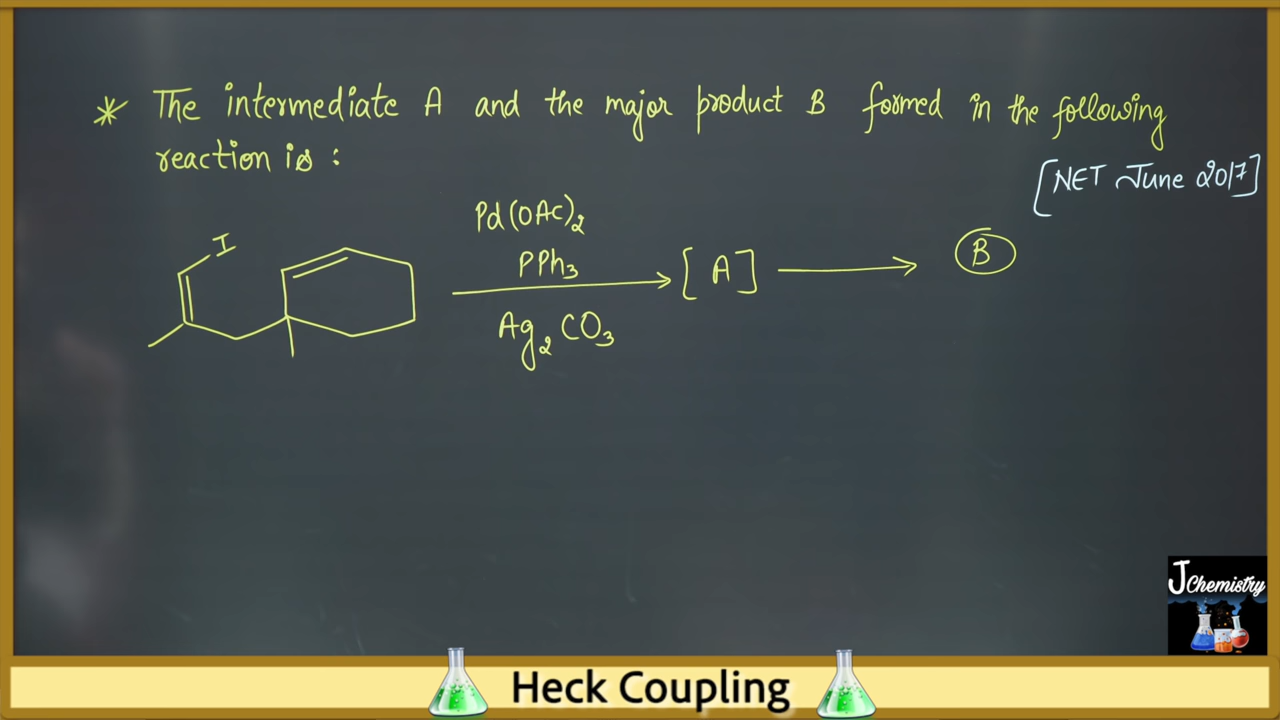 * The intermediate A and the major product B formed in the following
reaction is :
[NET June 2017]
Pd(OAc)₂
PPh₃
Ag₂CO₃
I
[A]
B
J Chemistry
Heck Coupling